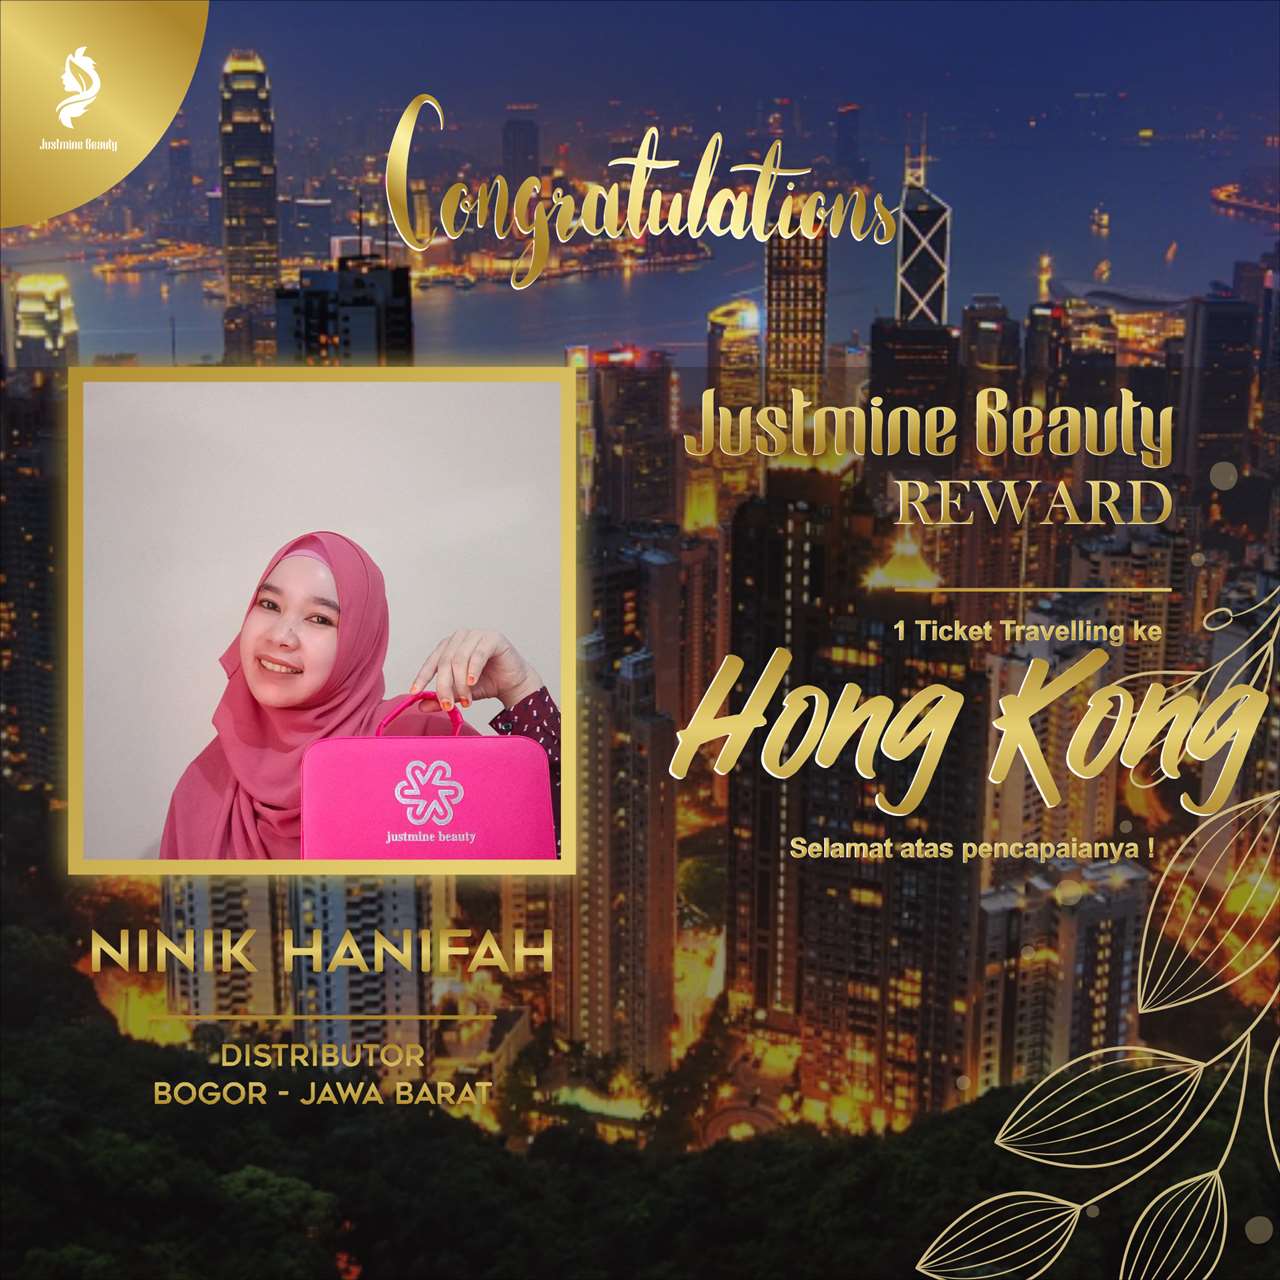 Justmine Beauty
Congratulations
Justmine Beauty
REWARD
1 Ticket Travelling ke
Hong Kong
Selamat atas pencapaianya !
justmine beauty
NINIK HANIFAH
DISTRIBUTOR
BOGOR - JAWA BARAT